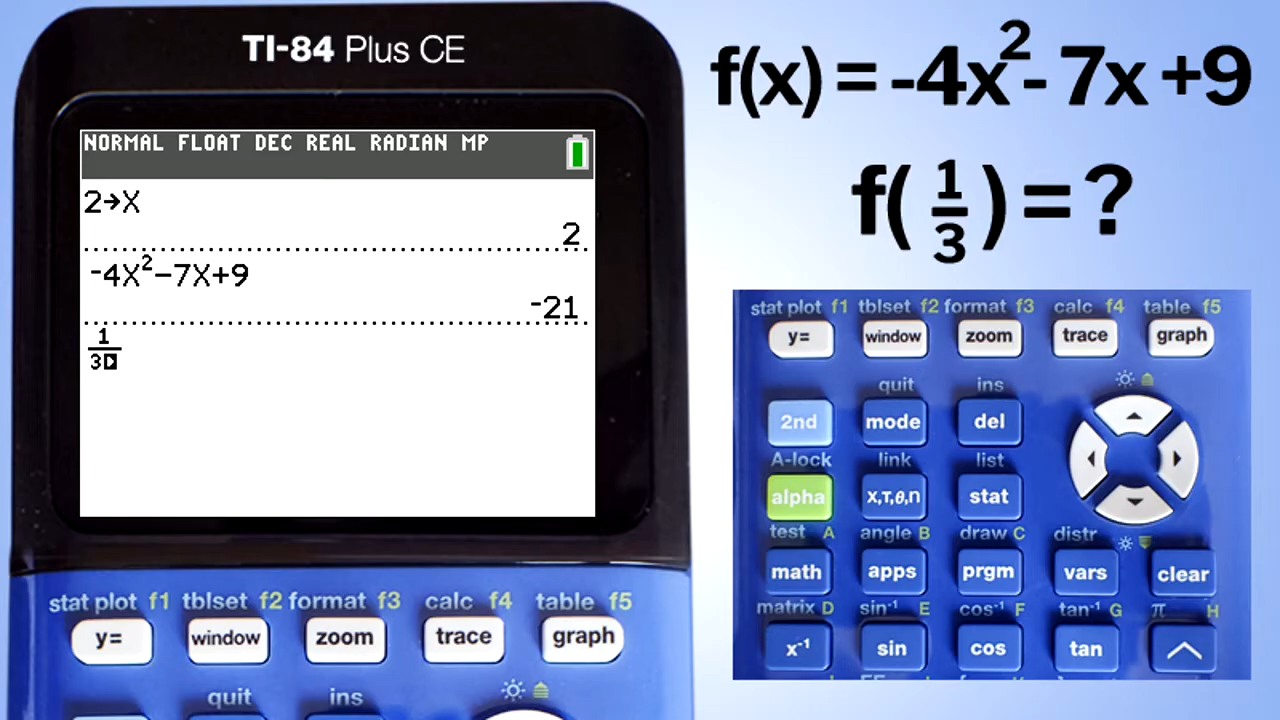 TI-84 Plus CE
NORMAL FLOAT DEC REAL RADIAN MP
2→X
2
-4X²-7X+9
-21
1
3
stat plot f1 tblset f2 format f3 calc f4 table f5
y= window zoom trace graph
quit ins
f(x) = -4x² - 7x + 9
f(1/3) = ?
stat plot f1 tblset f2 format f3 calc f4 table f5
y= window zoom trace graph
quit ins
2nd mode del
A-lock link list
alpha X,T,θ,n stat
test A angle B draw C distr
math apps prgm vars clear
matrix D sin⁻¹ E cos⁻¹ F tan⁻¹ G π H
x⁻¹ sin cos tan ^